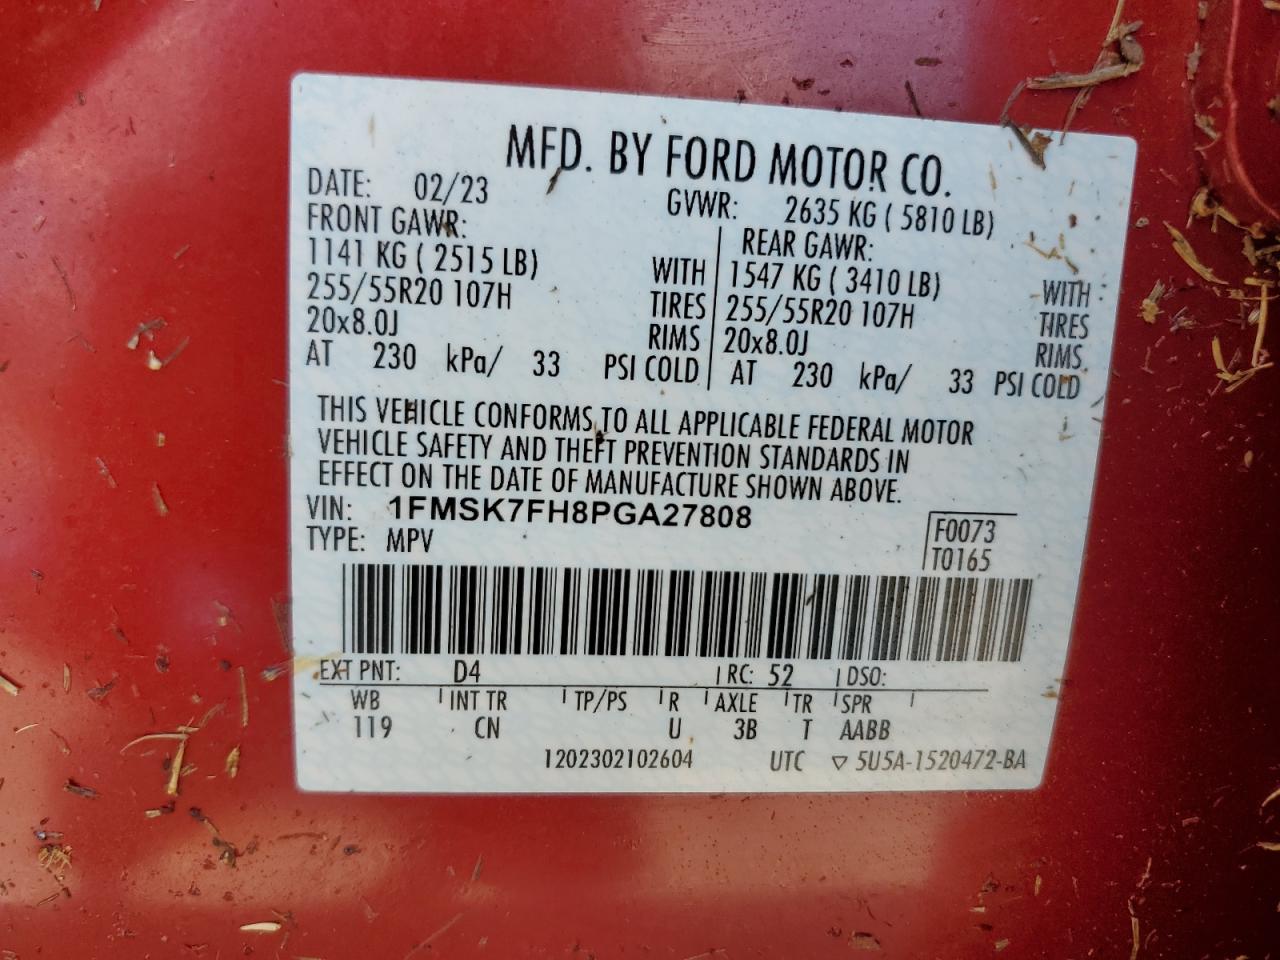 MFD. BY FORD MOTOR CO.
DATE: 02/23 GVWR: 2635 KG ( 5810 LB)
FRONT GAWR: REAR GAWR:
1141 KG ( 2515 LB) WITH 1547 KG ( 3410 LB) WITH
255/55R20 107H TIRES 255/55R20 107H TIRES
20x8.0J RIMS 20x8.0J RIMS
AT 230 kPa/ 33 PSI COLD AT 230 kPa/ 33 PSI COLD
THIS VEHICLE CONFORMS TO ALL APPLICABLE FEDERAL MOTOR
VEHICLE SAFETY AND THEFT PREVENTION STANDARDS IN
EFFECT ON THE DATE OF MANUFACTURE SHOWN ABOVE.
VIN: 1FMSK7FH8PGA27808
TYPE: MPV
F0073
T0165
EXT PNT: D4 RC: 52 DSO:
WB INT TR TP/PS R AXLE TR SPR
119 CN U 3B T AABB
1202302102604 UTC ▽ 5U5A-1520472-BA